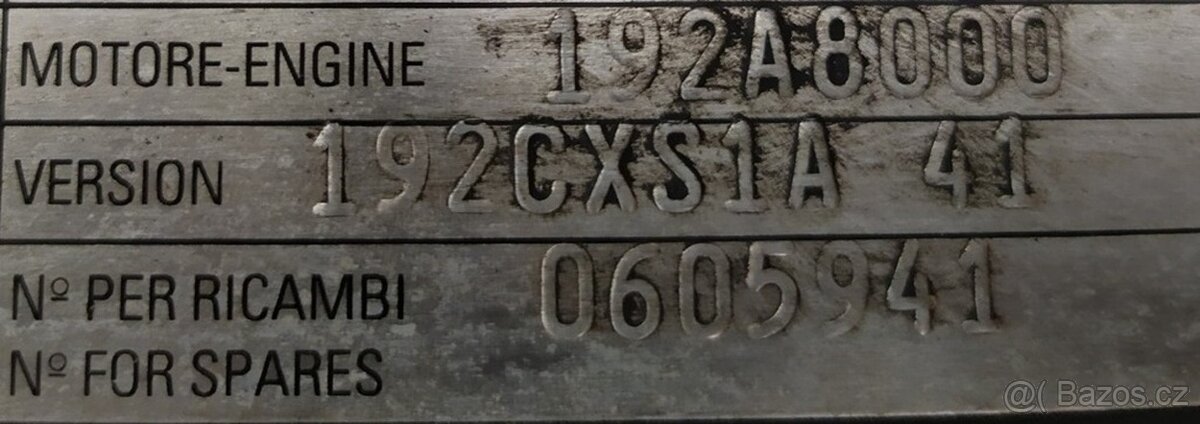 MOTORE-ENGINE 192A8000
VERSION 192CXS1A 41
Nº PER RICAMBI 0605941
Nº FOR SPARES
@( Bazos.cz